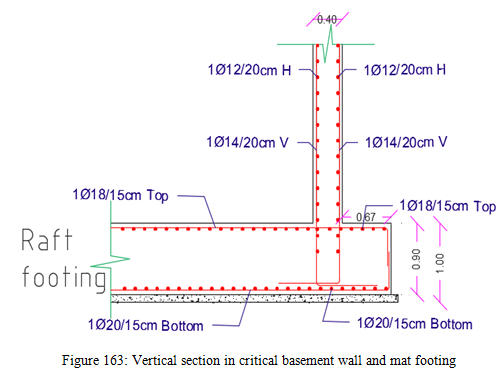 0.40
1Ø12/20cm H
1Ø12/20cm H
1Ø14/20cm V
1Ø14/20cm V
1Ø18/15cm Top
0.67
1Ø18/15cm Top
Raft
footing
0.90
1.00
1Ø20/15cm Bottom
1Ø20/15cm Bottom
Figure 163: Vertical section in critical basement wall and mat footing